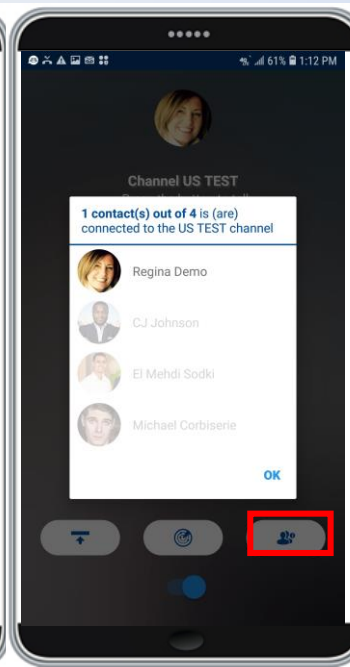 61% 1:12 PM
Channel US TEST
1 contact(s) out of 4 is (are)
connected to the US TEST channel
Regina Demo
CJ Johnson
El Mehdi Sodki
Michael Corbiserie
OK